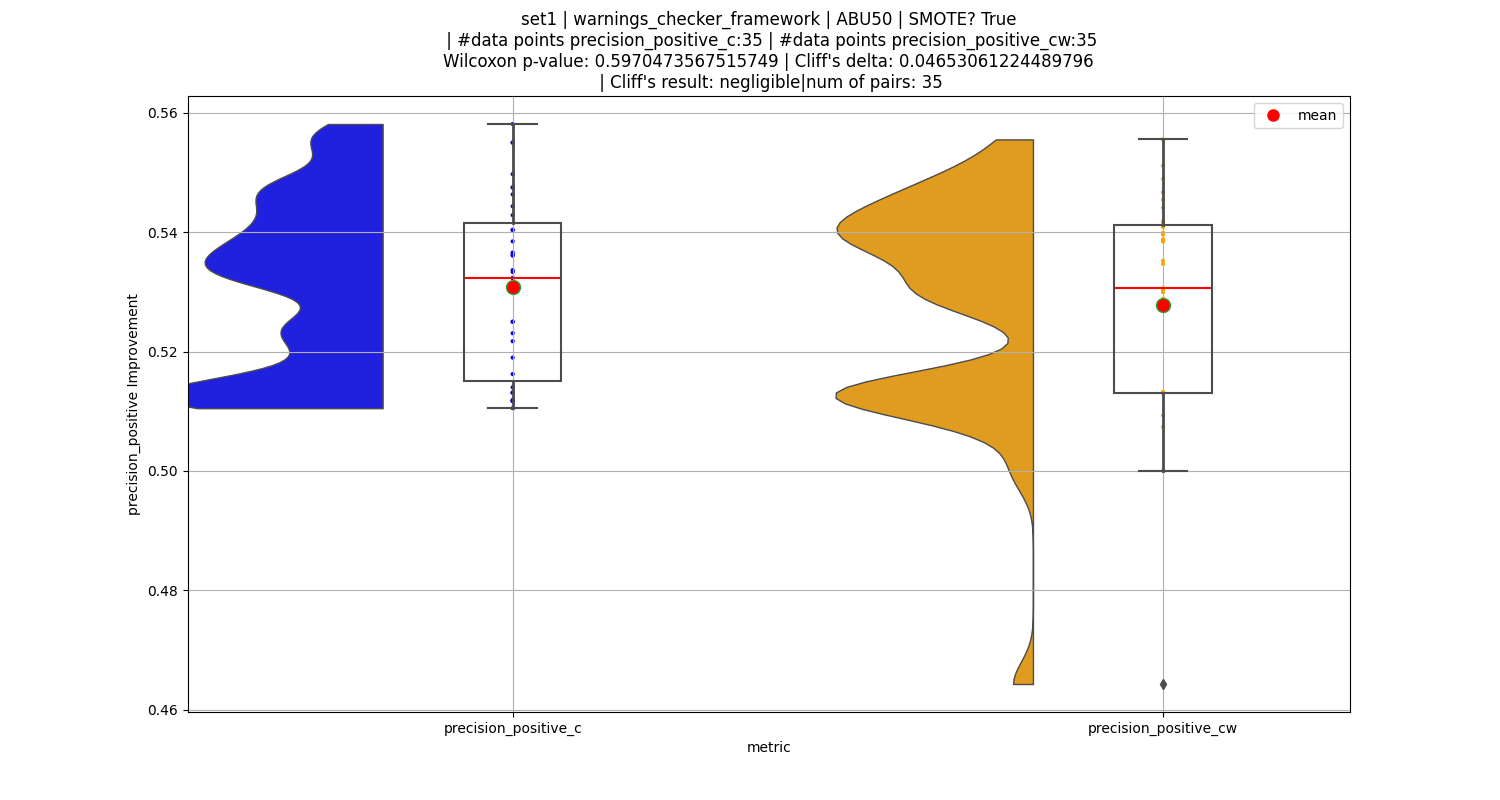 set1 | warnings_checker_framework | ABU50 | SMOTE? True
| #data points precision_positive_c:35 | #data points precision_positive_cw:35
Wilcoxon p-value: 0.5970473567515749 | Cliff's delta: 0.04653061224489796
| Cliff's result: negligible|num of pairs: 35
mean
0.56
0.54
0.52
0.50
0.48
0.46
precision_positive Improvement
precision_positive_c
precision_positive_cw
metric